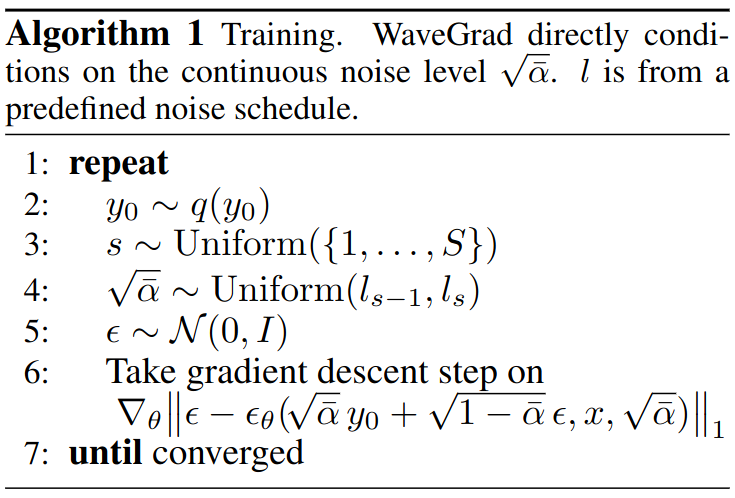 Algorithm 1 Training. WaveGrad directly condi-
tions on the continuous noise level √ᾱ. l is from a
predefined noise schedule.
1: repeat
2: y₀ ∼ q(y₀)
3: s ∼ Uniform({1, . . . , S})
4: √ᾱ ∼ Uniform(lₛ₋₁, lₛ)
5: ϵ ∼ 𝒩(0, I)
6: Take gradient descent step on
∇_θ‖ϵ − ϵ_θ(√ᾱ y₀ + √(1 − ᾱ) ϵ, x, √ᾱ)‖₁
7: until converged